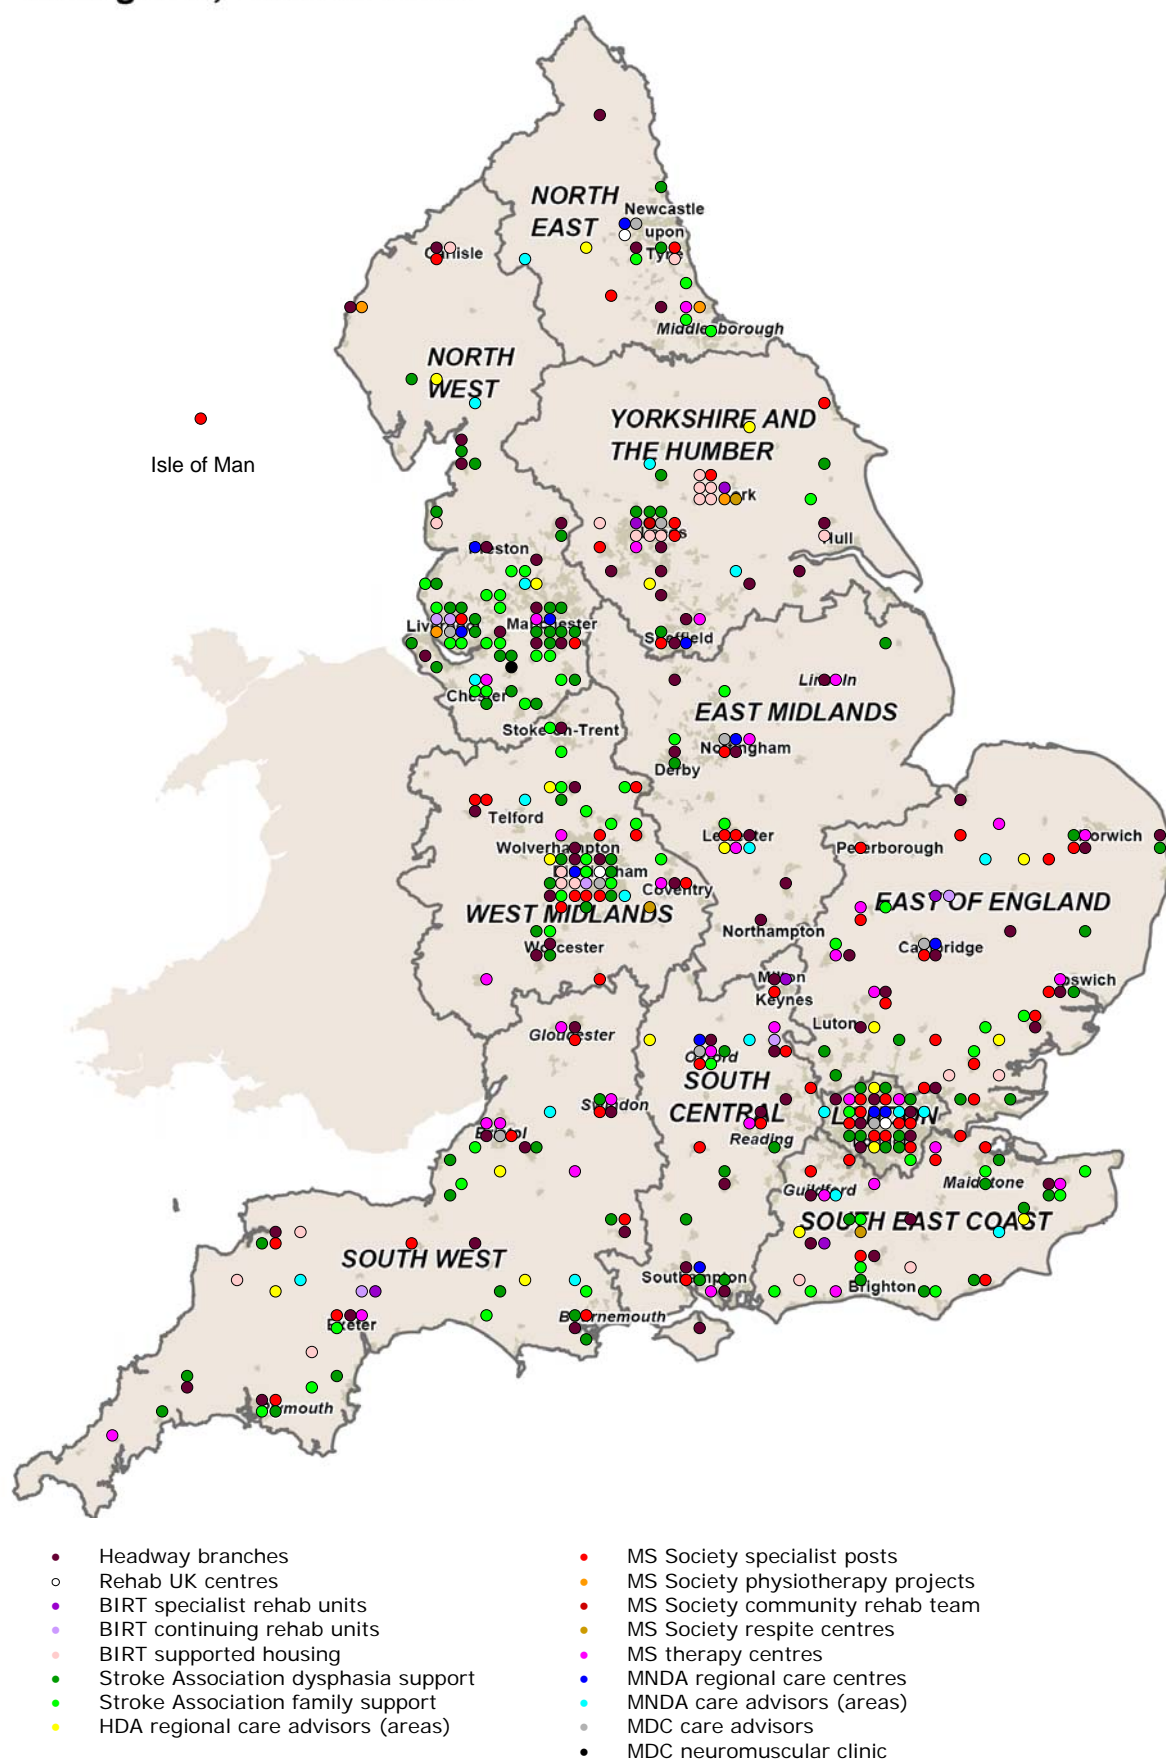 NORTH
EAST
Newcastle
upon
Tyne
Carlisle
Middlesborough
NORTH
WEST
Isle of Man
YORKSHIRE AND
THE HUMBER
York
Leeds
Hull
Preston
Liverpool
Manchester
Sheffield
Chester
Lincoln
Stoke-on-Trent
EAST MIDLANDS
Nottingham
Derby
Telford
Wolverhampton
Leicester
Peterborough
Norwich
Birmingham
Coventry
WEST MIDLANDS
EAST OF ENGLAND
Northampton
Worcester
Cambridge
Milton
Keynes
Ipswich
Gloucester
Luton
Oxford
SOUTH
CENTRAL
Swindon
LONDON
Bristol
Reading
Guildford
Maidstone
SOUTH EAST COAST
SOUTH WEST
Southampton
Brighton
Bournemouth
Exeter
Plymouth
Headway branches
Rehab UK centres
BIRT specialist rehab units
BIRT continuing rehab units
BIRT supported housing
Stroke Association dysphasia support
Stroke Association family support
HDA regional care advisors (areas)
MS Society specialist posts
MS Society physiotherapy projects
MS Society community rehab team
MS Society respite centres
MS therapy centres
MNDA regional care centres
MNDA care advisors (areas)
MDC care advisors
MDC neuromuscular clinic